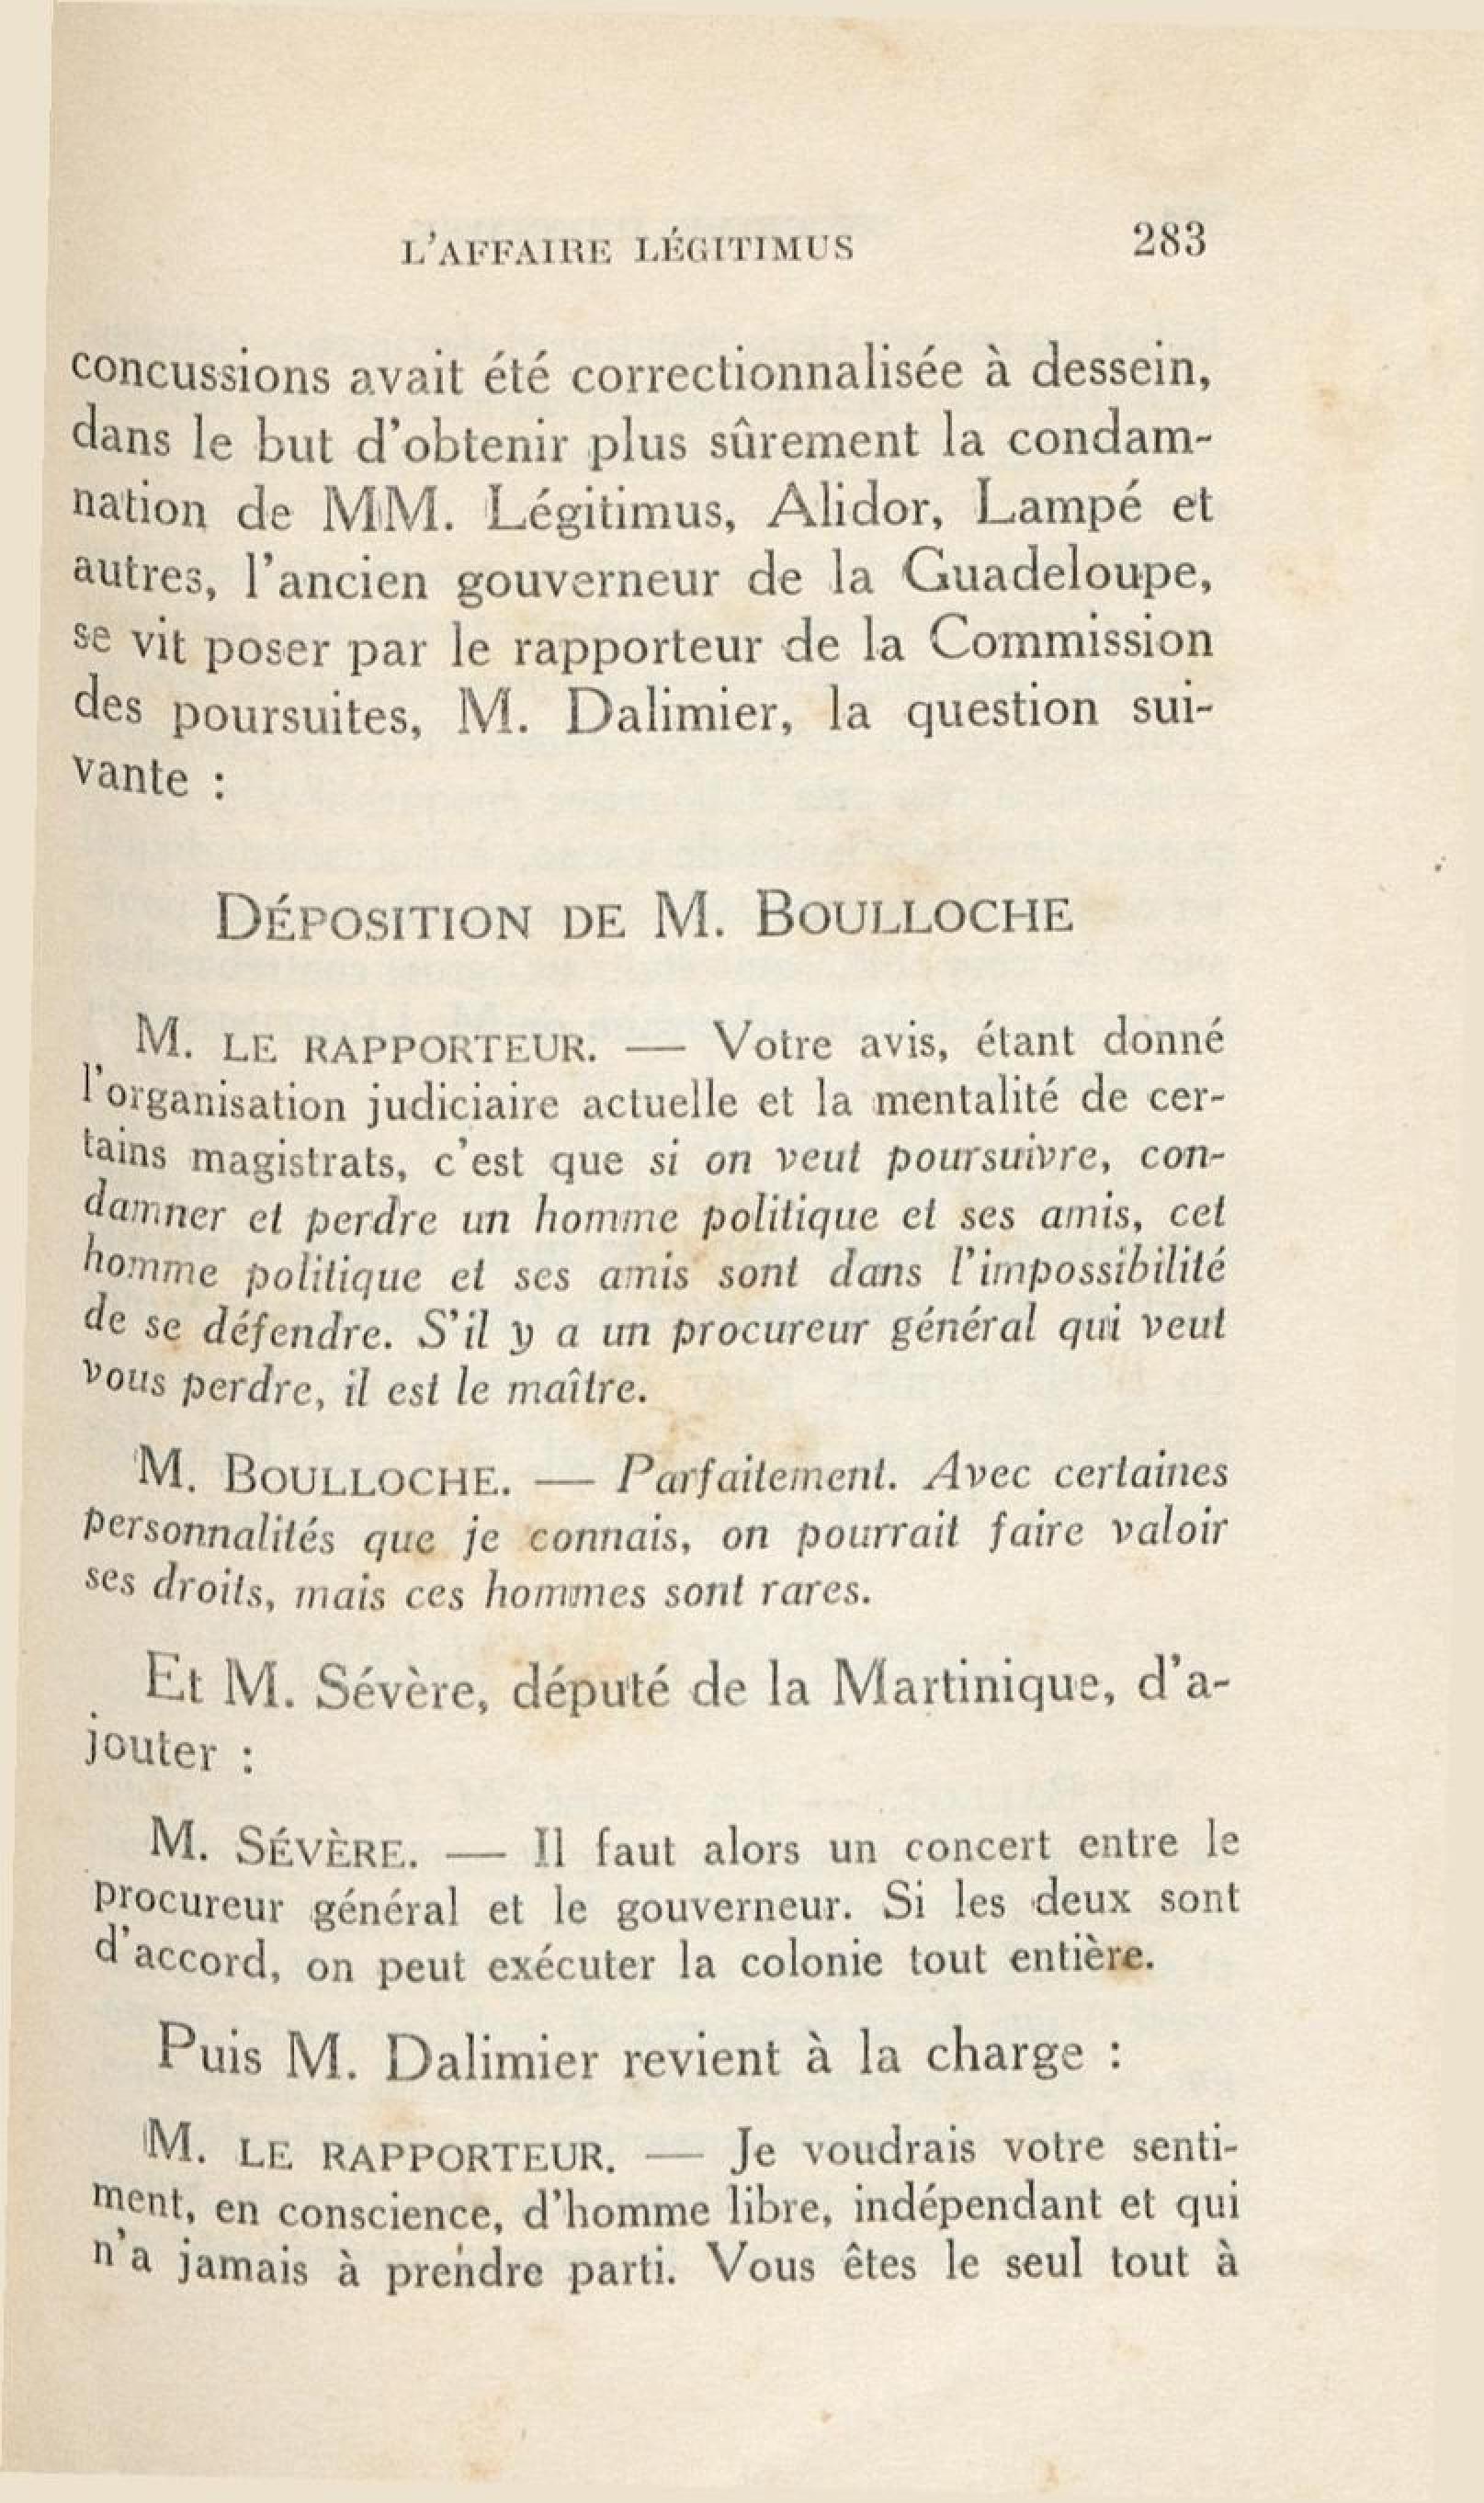 L'AFFAIRE LÉGITIMUS 283
concussions avait été correctionnalisée à dessein,
dans le but d'obtenir plus sûrement la condam-
nation de MM. Légitimus, Alidor, Lampé et
autres, l'ancien gouverneur de la Guadeloupe,
se vit poser par le rapporteur de la Commission
des poursuites, M. Dalimier, la question sui-
vante :
DÉPOSITION DE M. BOULLOCHE
M. LE RAPPORTEUR. — Votre avis, étant donné
l'organisation judiciaire actuelle et la mentalité de cer-
tains magistrats, c'est que si on veut poursuivre, con-
damner et perdre un homme politique et ses amis, cet
homme politique et ses amis sont dans l'impossibilité
de se défendre. S'il y a un procureur général qui veut
vous perdre, il est le maître.
M. BOULLOCHE. — Parfaitement. Avec certaines
personnalités que je connais, on pourrait faire valoir
ses droits, mais ces hommes sont rares.
Et M. Sévère, député de la Martinique, d'a-
jouter :
M. SÉVÈRE. — Il faut alors un concert entre le
procureur général et le gouverneur. Si les deux sont
d'accord, on peut exécuter la colonie tout entière.
Puis M. Dalimier revient à la charge :
M. LE RAPPORTEUR. — Je voudrais votre senti-
ment, en conscience, d'homme libre, indépendant et qui
n'a jamais à prendre parti. Vous êtes le seul tout à